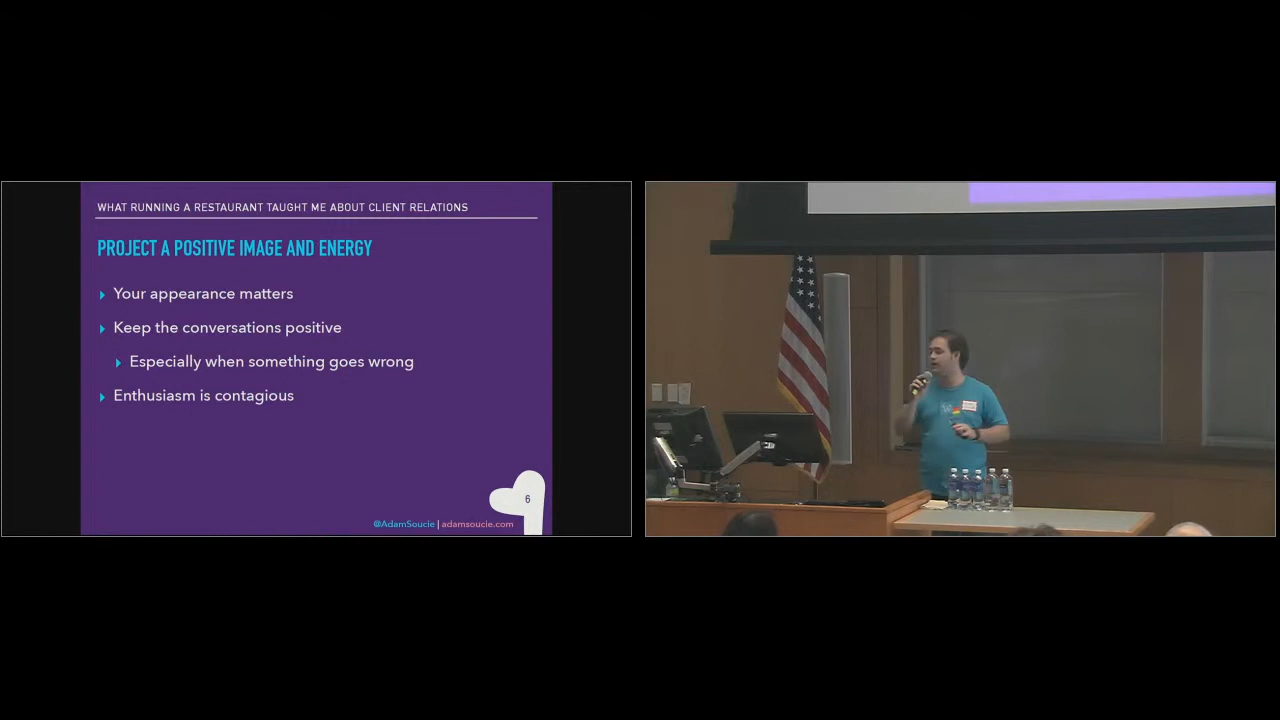 WHAT RUNNING A RESTAURANT TAUGHT ME ABOUT CLIENT RELATIONS
PROJECT A POSITIVE IMAGE AND ENERGY
Your appearance matters
Keep the conversations positive
Especially when something goes wrong
Enthusiasm is contagious
6
@AdamSoucie | adamsoucie.com